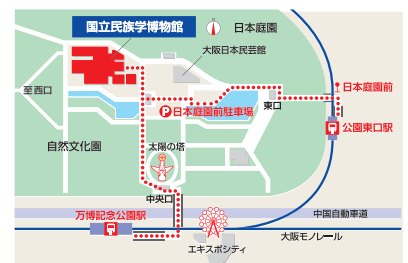 国立民族学博物館
日本庭園
大阪日本民芸館
至西口
日本庭園前
東口
P日本庭園前駐車場
公園東口駅
自然文化園
太陽の塔
中央口
万博記念公園駅
中国自動車道
大阪モノレール
エキスポシティ